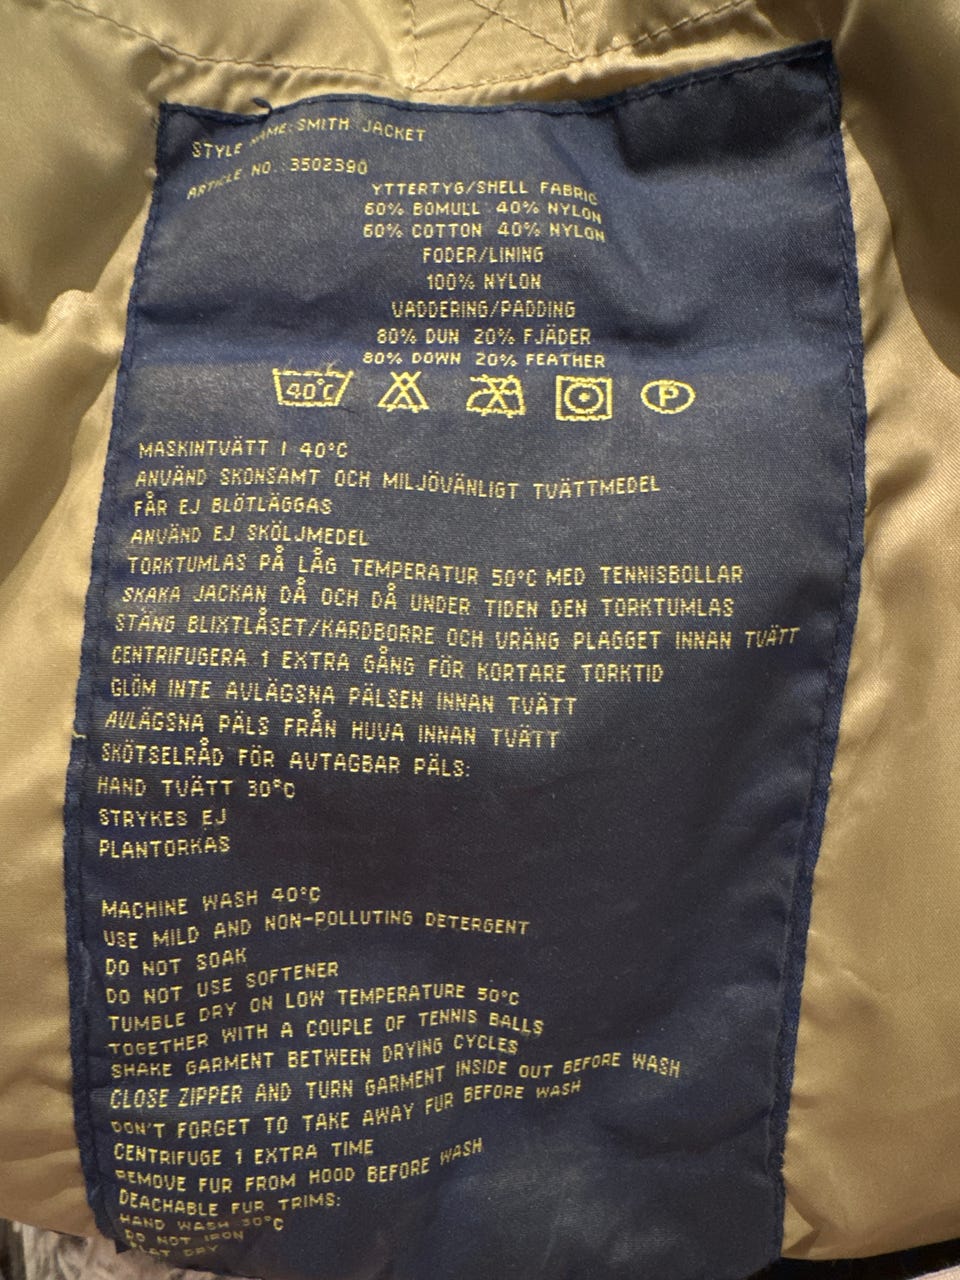 STYLE NAME: SMITH JACKET
ARTICLE NO.: 3502390
YTTERTYG/SHELL FABRIC
60% BOMULL 40% NYLON
60% COTTON 40% NYLON
FODER/LINING
100% NYLON
VADDERING/PADDING
80% DUN 20% FJÄDER
80% DOWN 20% FEATHER
40°C P
MASKINTVÄTT I 40°C
ANVÄND SKONSAMT OCH MILJÖVÄNLIGT TVÄTTMEDEL
FÅR EJ BLÖTLÄGGAS
ANVÄND EJ SKÖLJMEDEL
TORKTUMLAS PÅ LÅG TEMPERATUR 50°C MED TENNISBOLLAR
SKAKA JACKAN DÅ OCH DÅ UNDER TIDEN DEN TORKTUMLAS
STÄNG BLIXTLÅSET/KARDBORRE OCH VRÄNG PLAGGET INNAN TVÄTT
CENTRIFUGERA 1 EXTRA GÅNG FÖR KORTARE TORKTID
GLÖM INTE AVLÄGSNA PÄLSEN INNAN TVÄTT
AVLÄGSNA PÄLS FRÅN HUVA INNAN TVÄTT
SKÖTSELRÅD FÖR AVTAGBAR PÄLS:
HAND TVÄTT 30°C
STRYKES EJ
PLANTORKAS
MACHINE WASH 40°C
USE MILD AND NON-POLLUTING DETERGENT
DO NOT SOAK
DO NOT USE SOFTENER
TUMBLE DRY ON LOW TEMPERATURE 50°C
TOGETHER WITH A COUPLE OF TENNIS BALLS
SHAKE GARMENT BETWEEN DRYING CYCLES
CLOSE ZIPPER AND TURN GARMENT INSIDE OUT BEFORE WASH
DON'T FORGET TO TAKE AWAY FUR BEFORE WASH
CENTRIFUGE 1 EXTRA TIME
REMOVE FUR FROM HOOD BEFORE WASH
DEACHABLE FUR TRIMS:
HAND WASH 30°C
DO NOT IRON
FLAT DRY